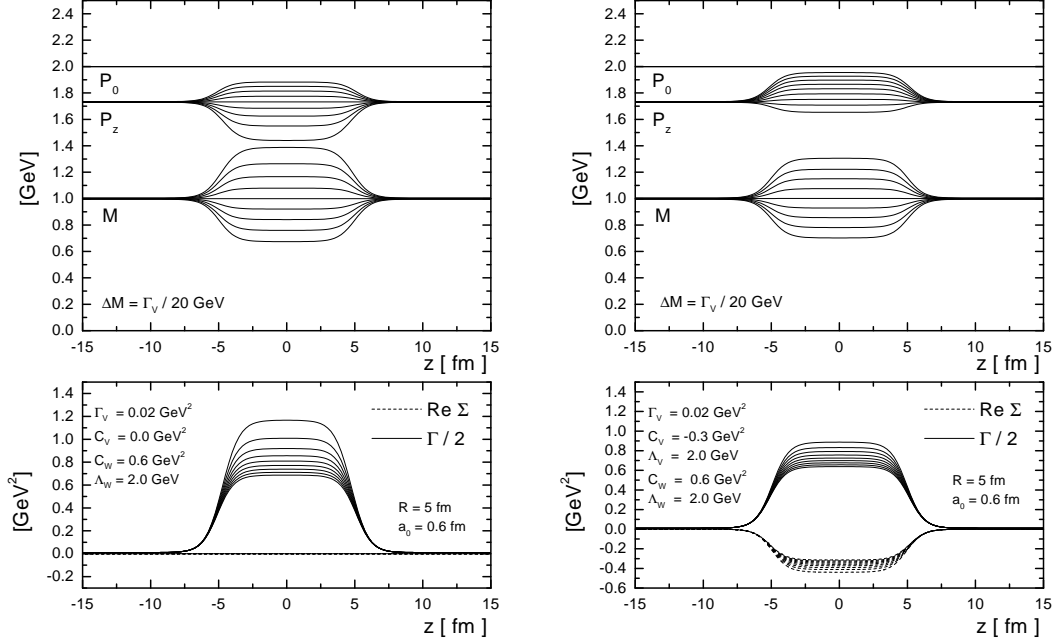 2.4
2.2
2.0
1.8
1.6
1.4
1.2
1.0
0.8
0.6
0.4
0.2
0.0
[GeV]
P0
Pz
M
ΔM = ΓV / 20 GeV
-15 -10 -5 0 5 10 15
z [ fm]
2.4
2.2
2.0
1.8
1.6
1.4
1.2
1.0
0.8
0.6
0.4
0.2
0.0
[GeV]
P0
Pz
M
ΔM = ΓV / 20 GeV
-15 -10 -5 0 5 10 15
z [ fm]
1.4
1.2
1.0
0.8
0.6
0.4
0.2
0.0
-0.2
[GeV²]
ΓV = 0.02 GeV²
CV = 0.0 GeV²
CW = 0.6 GeV²
ΛW = 2.0 GeV
Re Σ
Γ / 2
R = 5 fm
a0 = 0.6 fm
-15 -10 -5 0 5 10 15
z [ fm]
1.4
1.2
1.0
0.8
0.6
0.4
0.2
0.0
-0.2
-0.4
-0.6
[GeV²]
ΓV = 0.02 GeV²
CV = -0.3 GeV²
ΛV = 2.0 GeV
CW = 0.6 GeV²
ΛW = 2.0 GeV
Re Σ
Γ / 2
R = 5 fm
a0 = 0.6 fm
-15 -10 -5 0 5 10 15
z [ fm]